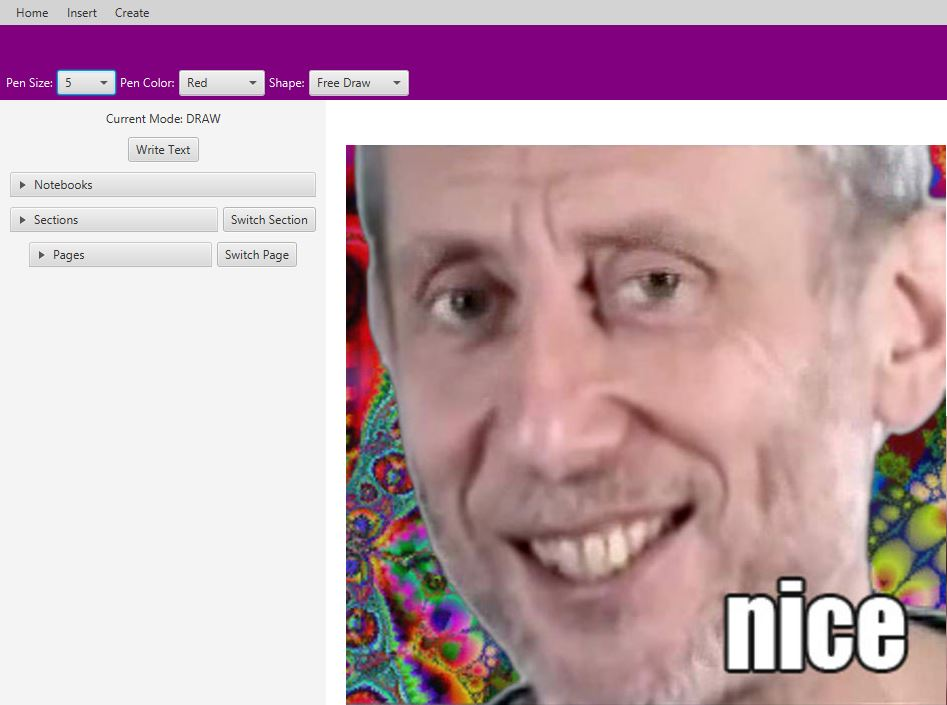 Home Insert Create
Pen Size: 5 Pen Color: Red Shape: Free Draw
Current Mode: DRAW
Write Text
Notebooks
Sections Switch Section
Pages Switch Page
nice